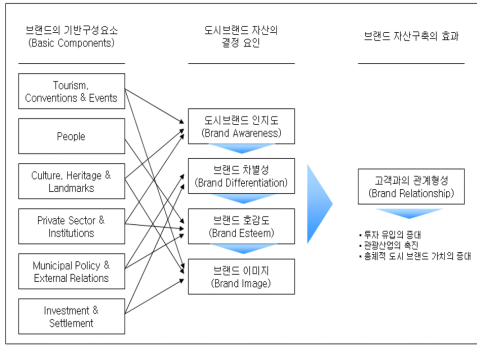 브랜드의 기반구성요소
(Basic Components)
도시브랜드 자산의
결정 요인
브랜드 자산구축의 효과
Tourism,
Conventions & Events
People
Culture, Heritage &
Landmarks
Private Sector &
Institutions
Municipal Policy &
External Relations
Investment &
Settlement
도시브랜드 인지도
(Brand Awareness)
브랜드 차별성
(Brand Differentiation)
브랜드 호감도
(Brand Esteem)
브랜드 이미지
(Brand Image)
고객과의 관계형성
(Brand Relationship)
• 투자 유입의 증대
• 관광산업의 촉진
• 총체적 도시 브랜드 가치의 증대